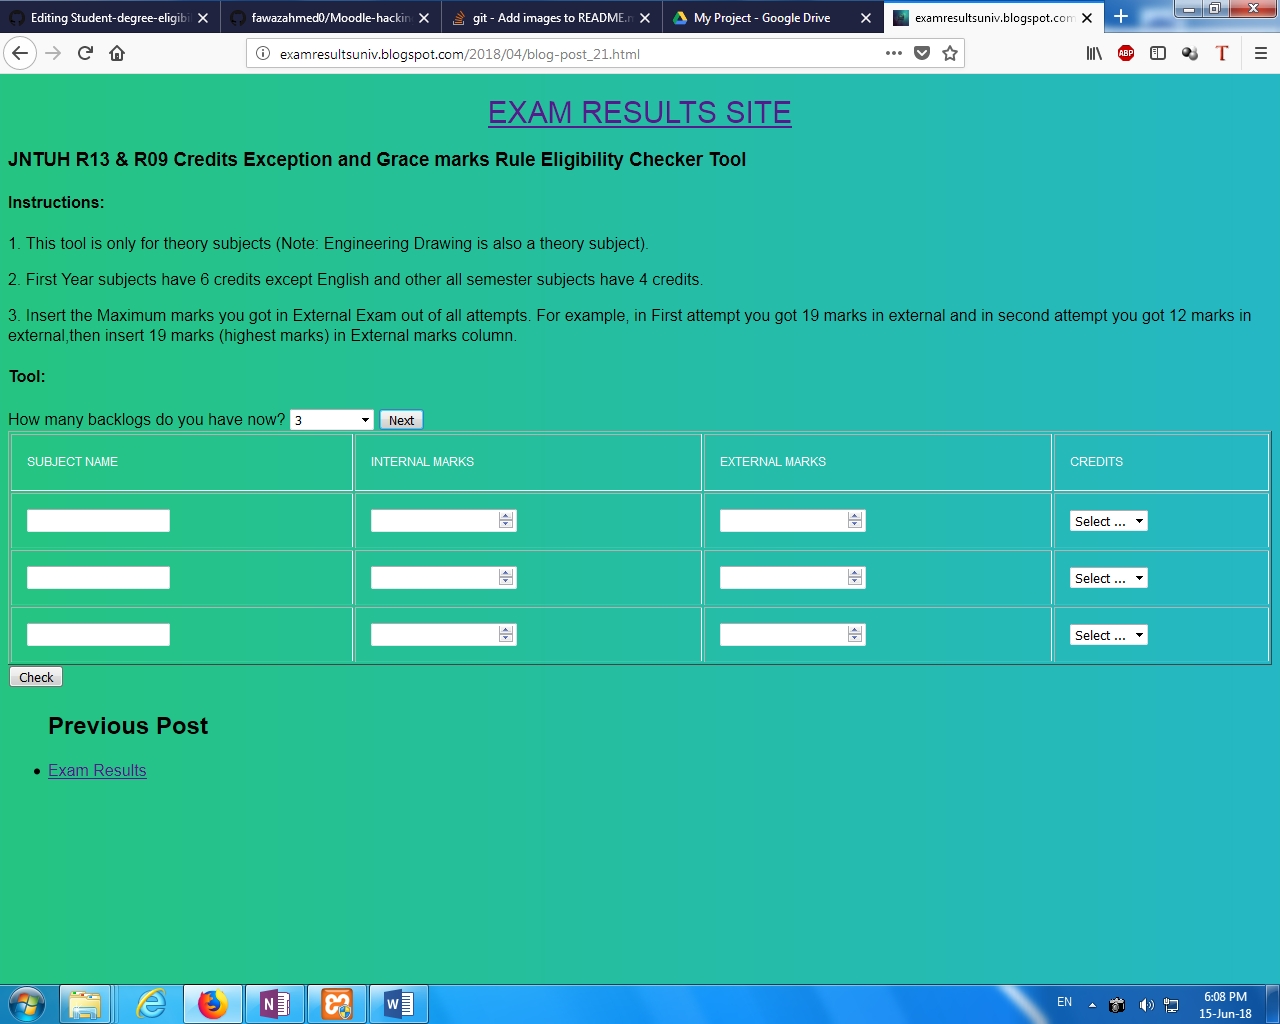 Editing Student-degree-eligibil
fawazahmed0/Moodle-hackin
git - Add images to README.m
My Project - Google Drive
examresultsuniv.blogspot.com
examresultsuniv.blogspot.com/2018/04/blog-post_21.html
ABP
T
EXAM RESULTS SITE
JNTUH R13 & R09 Credits Exception and Grace marks Rule Eligibility Checker Tool
Instructions:
1. This tool is only for theory subjects (Note: Engineering Drawing is also a theory subject).
2. First Year subjects have 6 credits except English and other all semester subjects have 4 credits.
3. Insert the Maximum marks you got in External Exam out of all attempts. For example, in First attempt you got 19 marks in external and in second attempt you got 12 marks in
external,then insert 19 marks (highest marks) in External marks column.
Tool:
How many backlogs do you have now? 3 Next
SUBJECT NAME INTERNAL MARKS EXTERNAL MARKS CREDITS
Select ...
Select ...
Select ...
Check
Previous Post
Exam Results
EN
6:08 PM
15-Jun-18